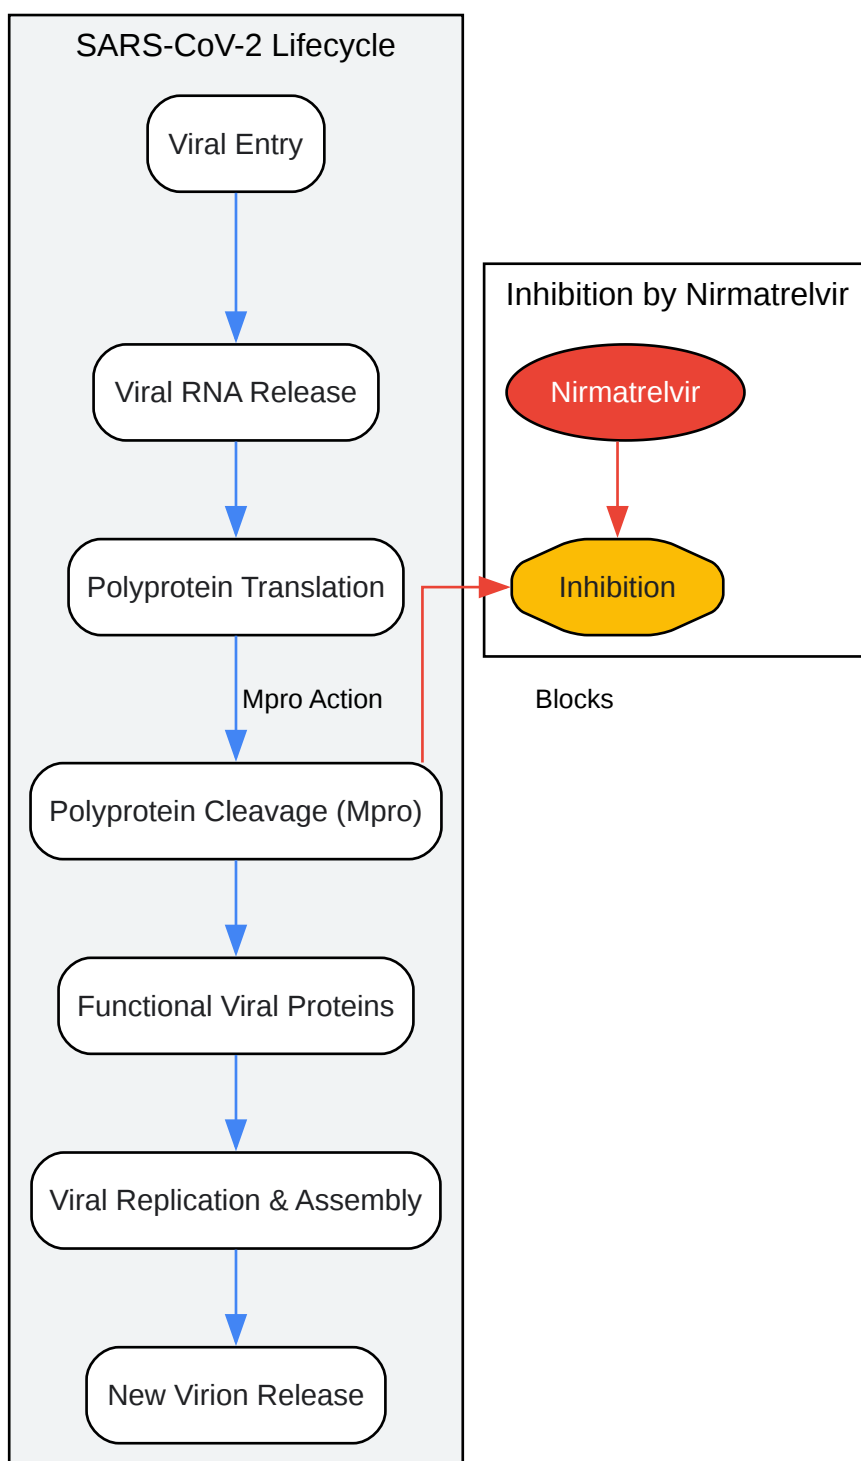 SARS-CoV-2 Lifecycle
Viral Entry
Viral RNA Release
Polyprotein Translation
Mpro Action
Polyprotein Cleavage (Mpro)
Functional Viral Proteins
Viral Replication & Assembly
New Virion Release
Inhibition by Nirmatrelvir
Nirmatrelvir
Inhibition
Blocks